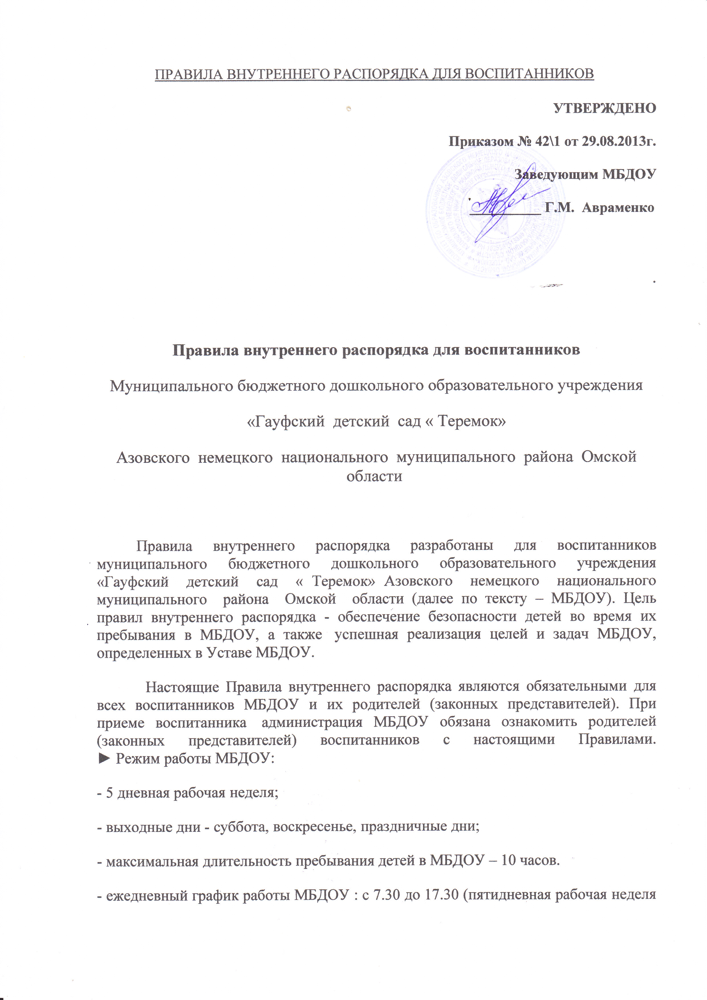 ПРАВИЛА ВНУТРЕННЕГО РАСПОРЯДКА ДЛЯ ВОСПИТАННИКОВ
УТВЕРЖДЕНО
Приказом № 42\1 от 29.08.2013г.
Заведующим МБДОУ
Г.М. Авраменко
Правила внутреннего распорядка для воспитанников
Муниципального бюджетного дошкольного образовательного учреждения
«Гауфский детский сад « Теремок»
Азовского немецкого национального муниципального района Омской
области
Правила внутреннего распорядка разработаны для воспитанников
муниципального бюджетного дошкольного образовательного учреждения
«Гауфский детский сад « Теремок» Азовского немецкого национального
муниципального района Омской области (далее по тексту – МБДОУ). Цель
правил внутреннего распорядка - обеспечение безопасности детей во время их
пребывания в МБДОУ, а также успешная реализация целей и задач МБДОУ,
определенных в Уставе МБДОУ.
Настоящие Правила внутреннего распорядка являются обязательными для
всех воспитанников МБДОУ и их родителей (законных представителей). При
приеме воспитанника администрация МБДОУ обязана ознакомить родителей
(законных представителей) воспитанников с настоящими Правилами.
► Режим работы МБДОУ:
- 5 дневная рабочая неделя;
- выходные дни - суббота, воскресенье, праздничные дни;
- максимальная длительность пребывания детей в МБДОУ – 10 часов.
- ежедневный график работы МБДОУ : с 7.30 до 17.30 (пятидневная рабочая неделя